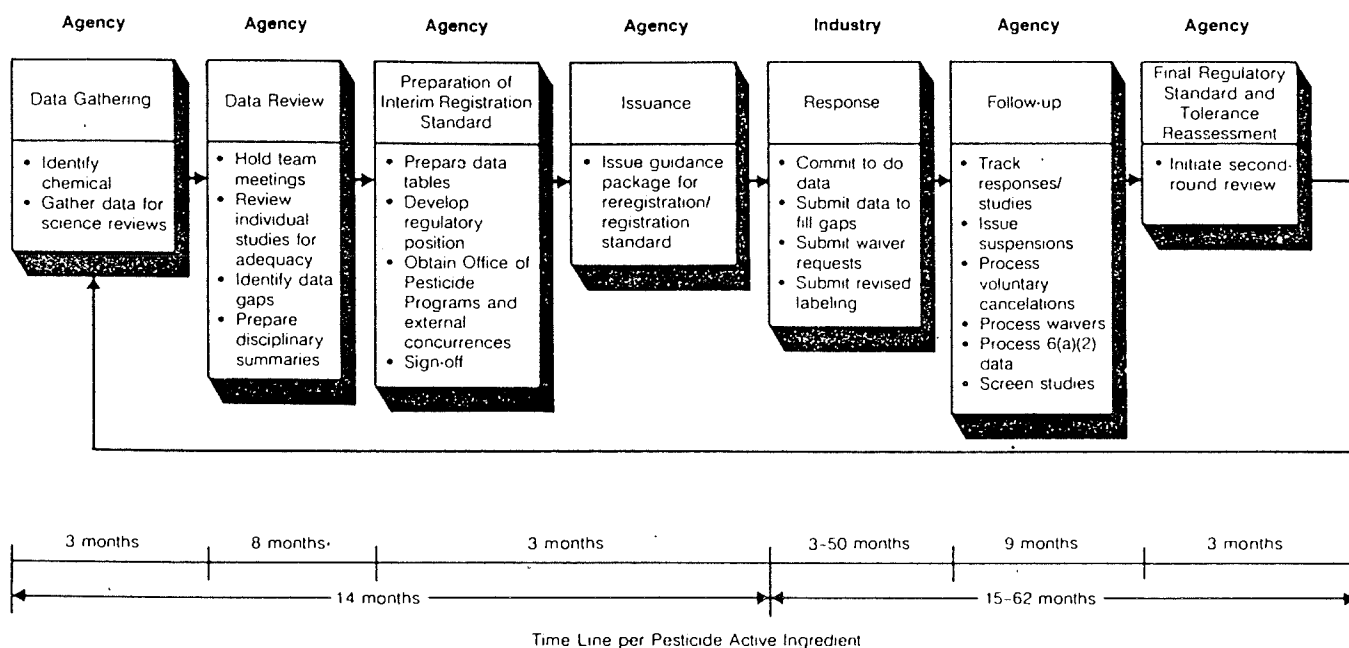 Agency
Agency
Agency
Agency
Industry
Agency
Agency
Data Gathering
• Identify
chemical
• Gather data for
science reviews
Data Review
• Hold team
meetings
• Review
individual
studies for
adequacy
• Identify data
gaps
• Prepare
disciplinary
summaries
Preparation of
Interim Registration
Standard
• Prepare data
tables
• Develop
regulatory
position
• Obtain Office of
Pesticide
Programs and
external
concurrences
• Sign-off
Issuance
• Issue guidance
package for
reregistration/
registration
standard
Response
• Commit to do
data
• Submit data to
fill gaps
• Submit waiver
requests
• Submit revised
labeling
Follow-up
• Track
responses/
studies
• Issue
suspensions
• Process
voluntary
cancelations
• Process waivers
• Process 6(a)(2)
data
• Screen studies
Final Regulatory
Standard and
Tolerance
Reassessment
• Initiate second-
round review
3 months
8 months
3 months
3-50 months
9 months
3 months
14 months
15-62 months
Time Line per Pesticide Active Ingredient